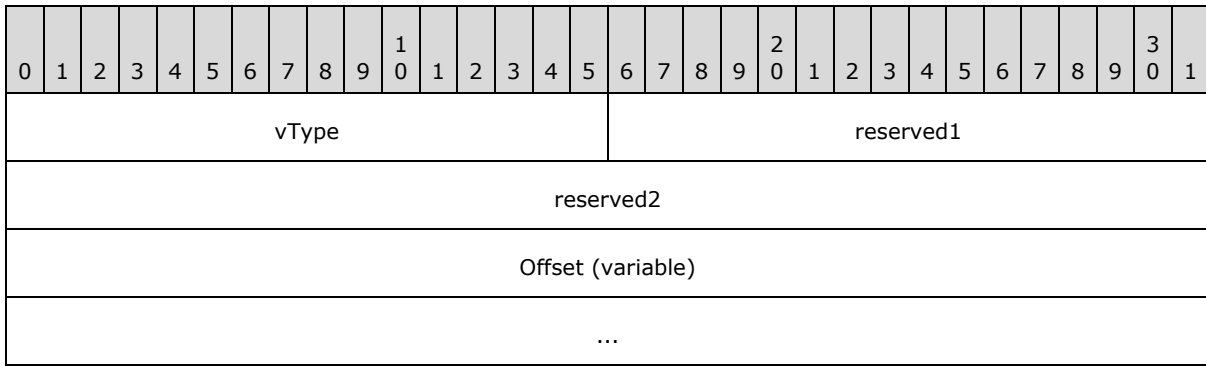 0 1 2 3 4 5 6 7 8 9 1 0 1 2 3 4 5 6 7 8 9 2 0 1 2 3 4 5 6 7 8 9 3 0 1
vType reserved1
reserved2
Offset (variable)
...